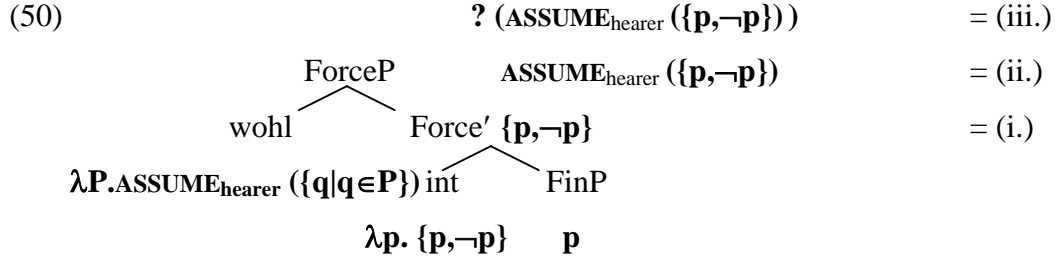 (50) ? (ASSUMEhearer ({p,¬p}) ) = (iii.)
ForceP ASSUMEhearer ({p,¬p}) = (ii.)
wohl Force′ {p,¬p} = (i.)
λP.ASSUMEhearer ({q|q∈P}) int FinP
λp. {p,¬p} p